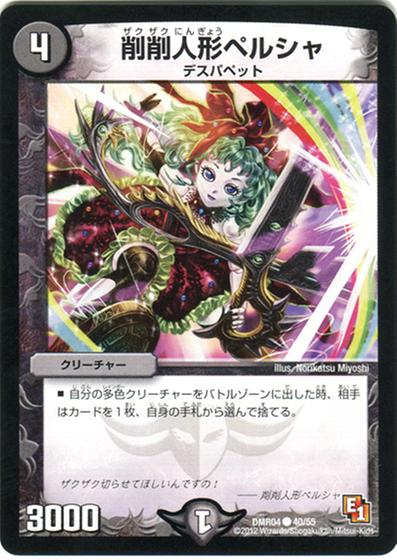 4
ザクザク にんぎょう
削削人形ペルシャ
デスパペット
illus. Norikatsu Miyoshi
クリーチャー
■ 自分の多色クリーチャーをバトルゾーンに出した時、相手
はカードを1枚、自身の手札から選んで捨てる。
ザクザク切らせてほしいんですの!
—— 削削人形ペルシャ
3000
DMR04 ● 40/55
©2012 Wizards/Shogakukan/Mitsui-Kids
E1